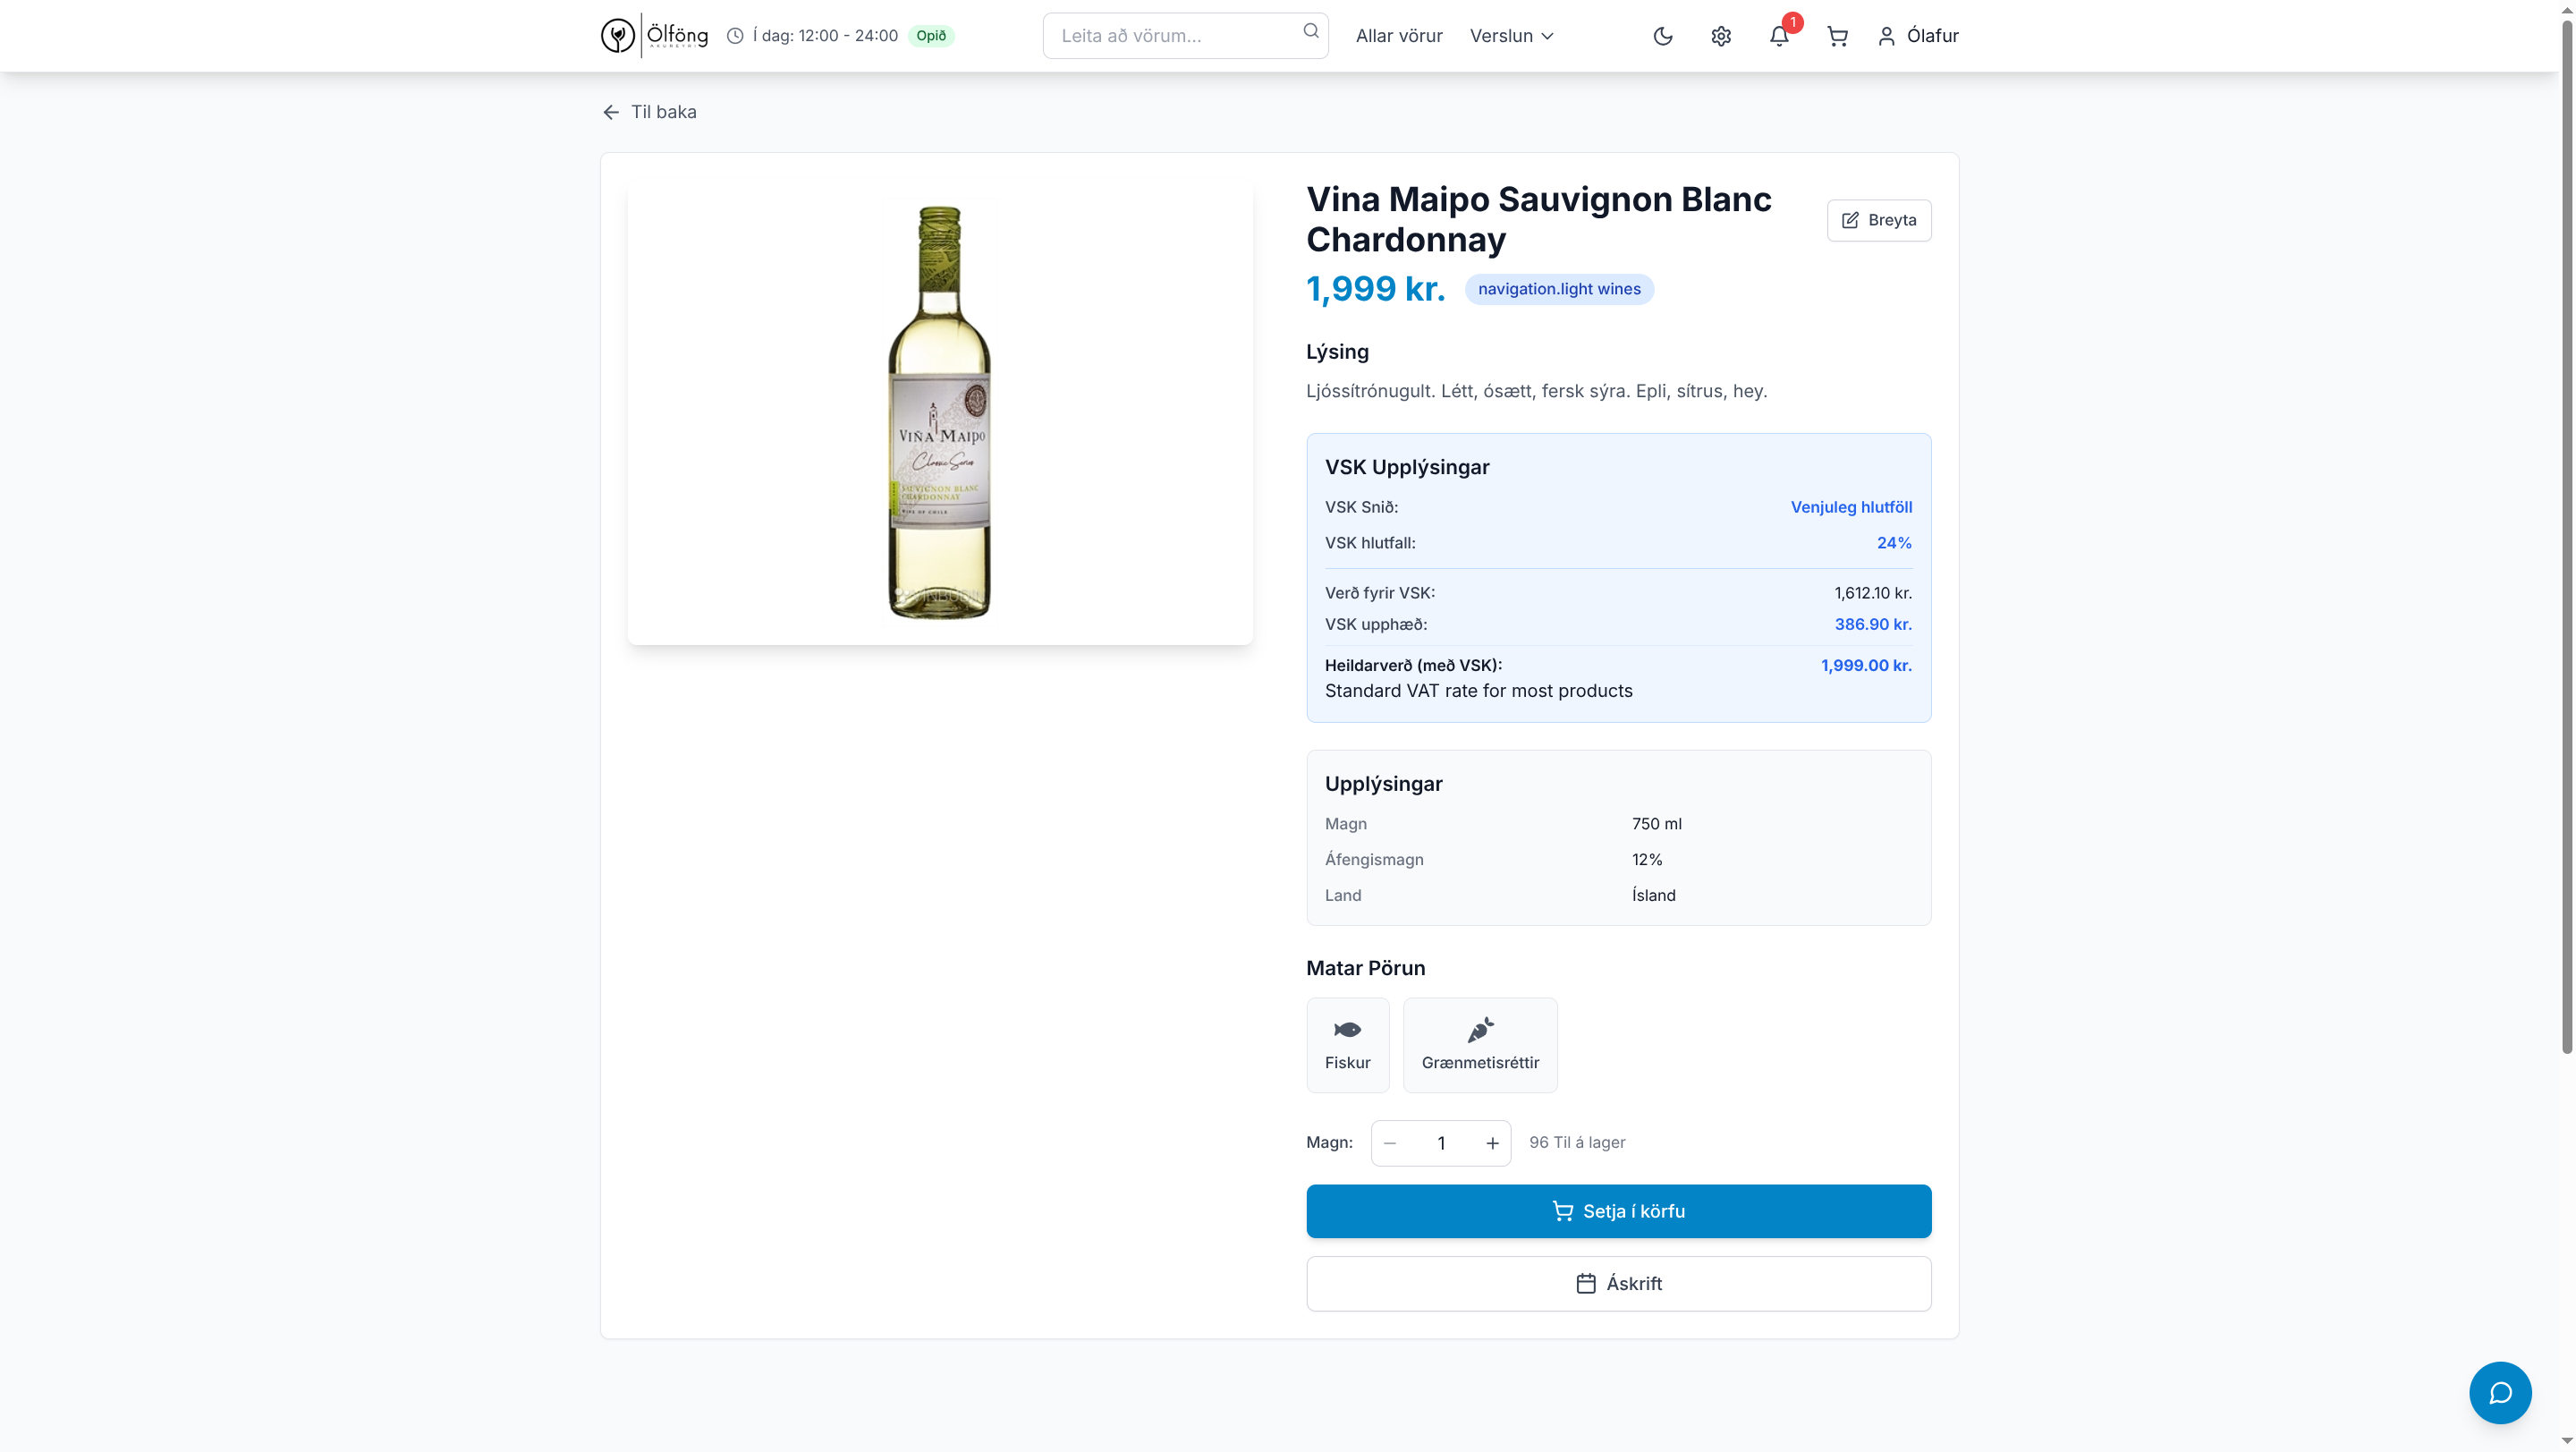 Ölföng
AKUREYRI
Í dag: 12:00 - 24:00
Opið
Leita að vörum...
Allar vörur
Verslun
1
Ólafur
Til baka
Vina Maipo Sauvignon Blanc
Chardonnay
Breyta
1,999 kr.
navigation.light wines
Lýsing
Ljóssítrónugult. Létt, ósætt, fersk sýra. Epli, sítrus, hey.
VIÑA MAIPO
Classic Series
SAUVIGNON BLANC
CHARDONNAY
WINE OF CHILE
VÍNBÚÐIN
VSK Upplýsingar
VSK Snið:
Venjuleg hlutföll
VSK hlutfall:
24%
Verð fyrir VSK:
1,612.10 kr.
VSK upphæð:
386.90 kr.
Heildarverð (með VSK):
1,999.00 kr.
Standard VAT rate for most products
Upplýsingar
Magn
750 ml
Áfengismagn
12%
Land
Ísland
Matar Pörun
Fiskur
Grænmetisréttir
Magn:
1
96 Til á lager
Setja í körfu
Áskrift